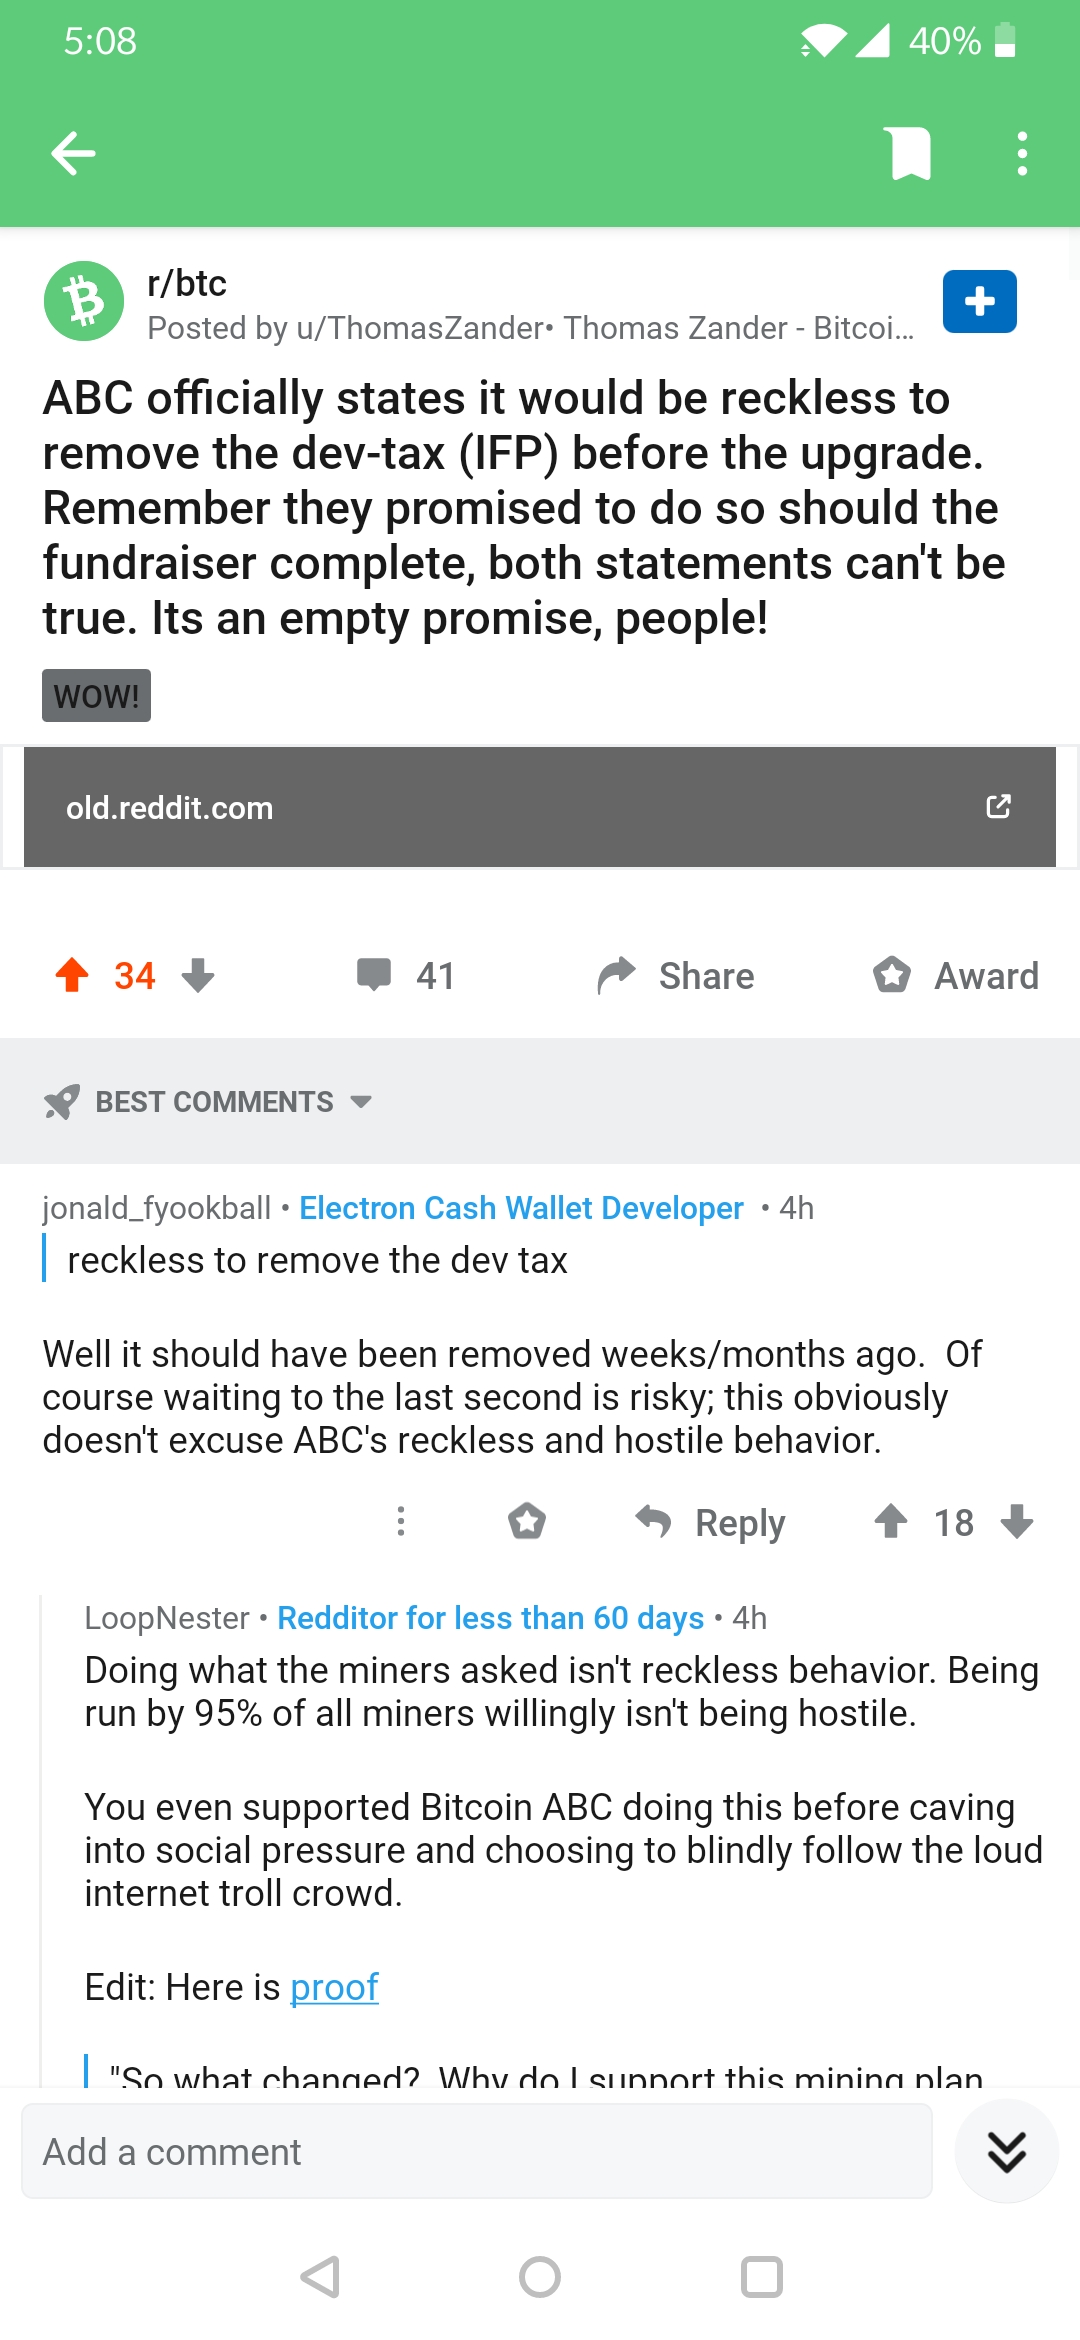 5:08
40%
r/btc
Posted by u/ThomasZander• Thomas Zander - Bitcoi...
ABC officially states it would be reckless to
remove the dev-tax (IFP) before the upgrade.
Remember they promised to do so should the
fundraiser complete, both statements can't be
true. Its an empty promise, people!
WOW!
old.reddit.com
34
41
Share
Award
BEST COMMENTS
jonald_fyookball • Electron Cash Wallet Developer • 4h
reckless to remove the dev tax
Well it should have been removed weeks/months ago.  Of
course waiting to the last second is risky; this obviously
doesn't excuse ABC's reckless and hostile behavior.
Reply
18
LoopNester • Redditor for less than 60 days • 4h
Doing what the miners asked isn't reckless behavior. Being
run by 95% of all miners willingly isn't being hostile.
You even supported Bitcoin ABC doing this before caving
into social pressure and choosing to blindly follow the loud
internet troll crowd.
Edit: Here is proof
"So what changed?  Why do I support this mining plan
Add a comment